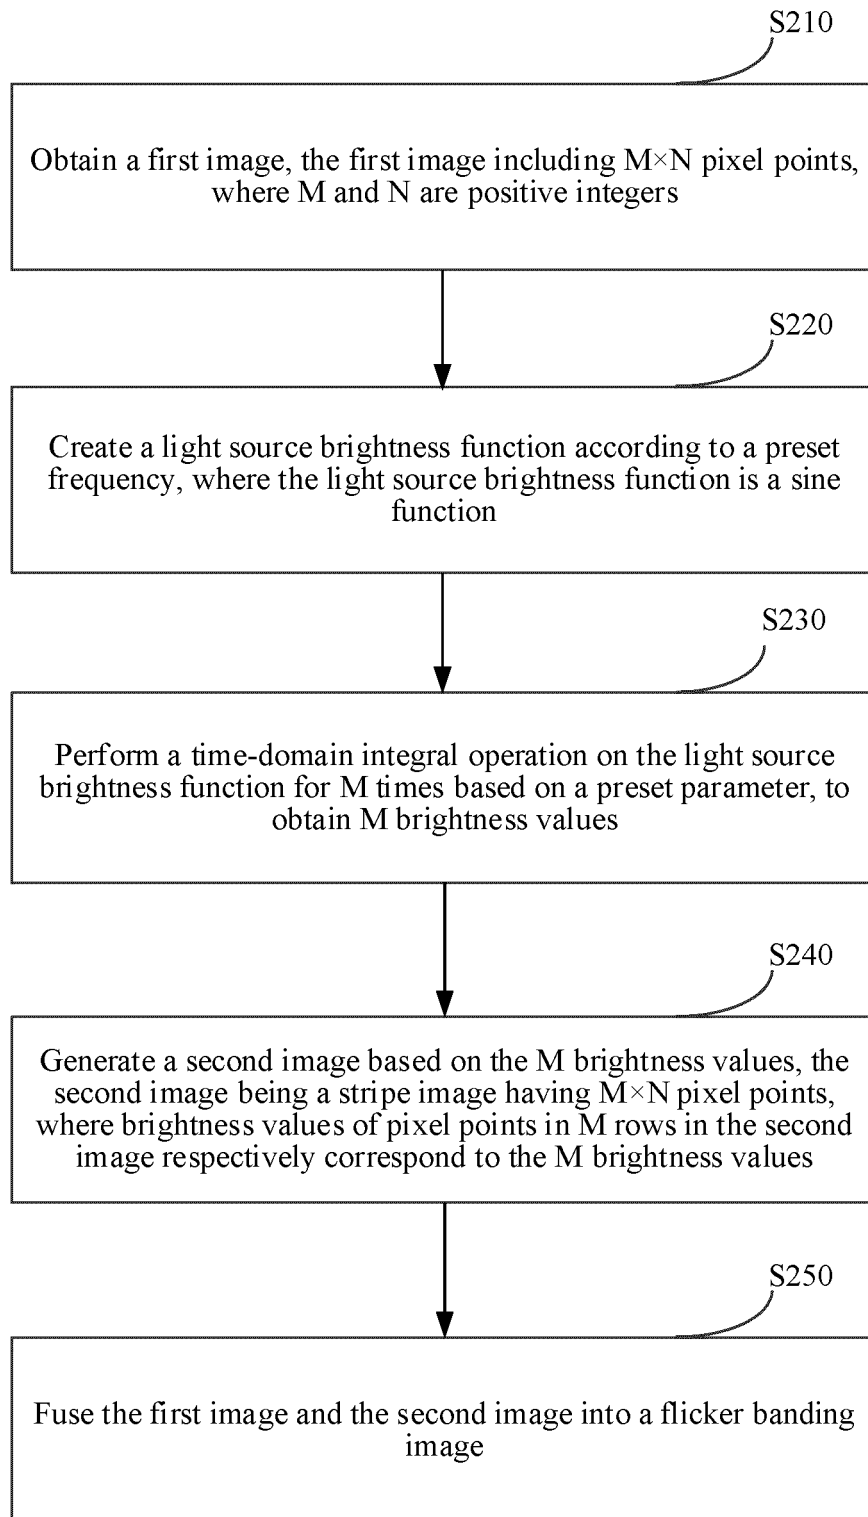 S210
Obtain a first image, the first image including M×N pixel points,
where M and N are positive integers
S220
Create a light source brightness function according to a preset
frequency, where the light source brightness function is a sine
function
S230
Perform a time-domain integral operation on the light source
brightness function for M times based on a preset parameter, to
obtain M brightness values
S240
Generate a second image based on the M brightness values, the
second image being a stripe image having M×N pixel points,
where brightness values of pixel points in M rows in the second
image respectively correspond to the M brightness values
S250
Fuse the first image and the second image into a flicker banding
image